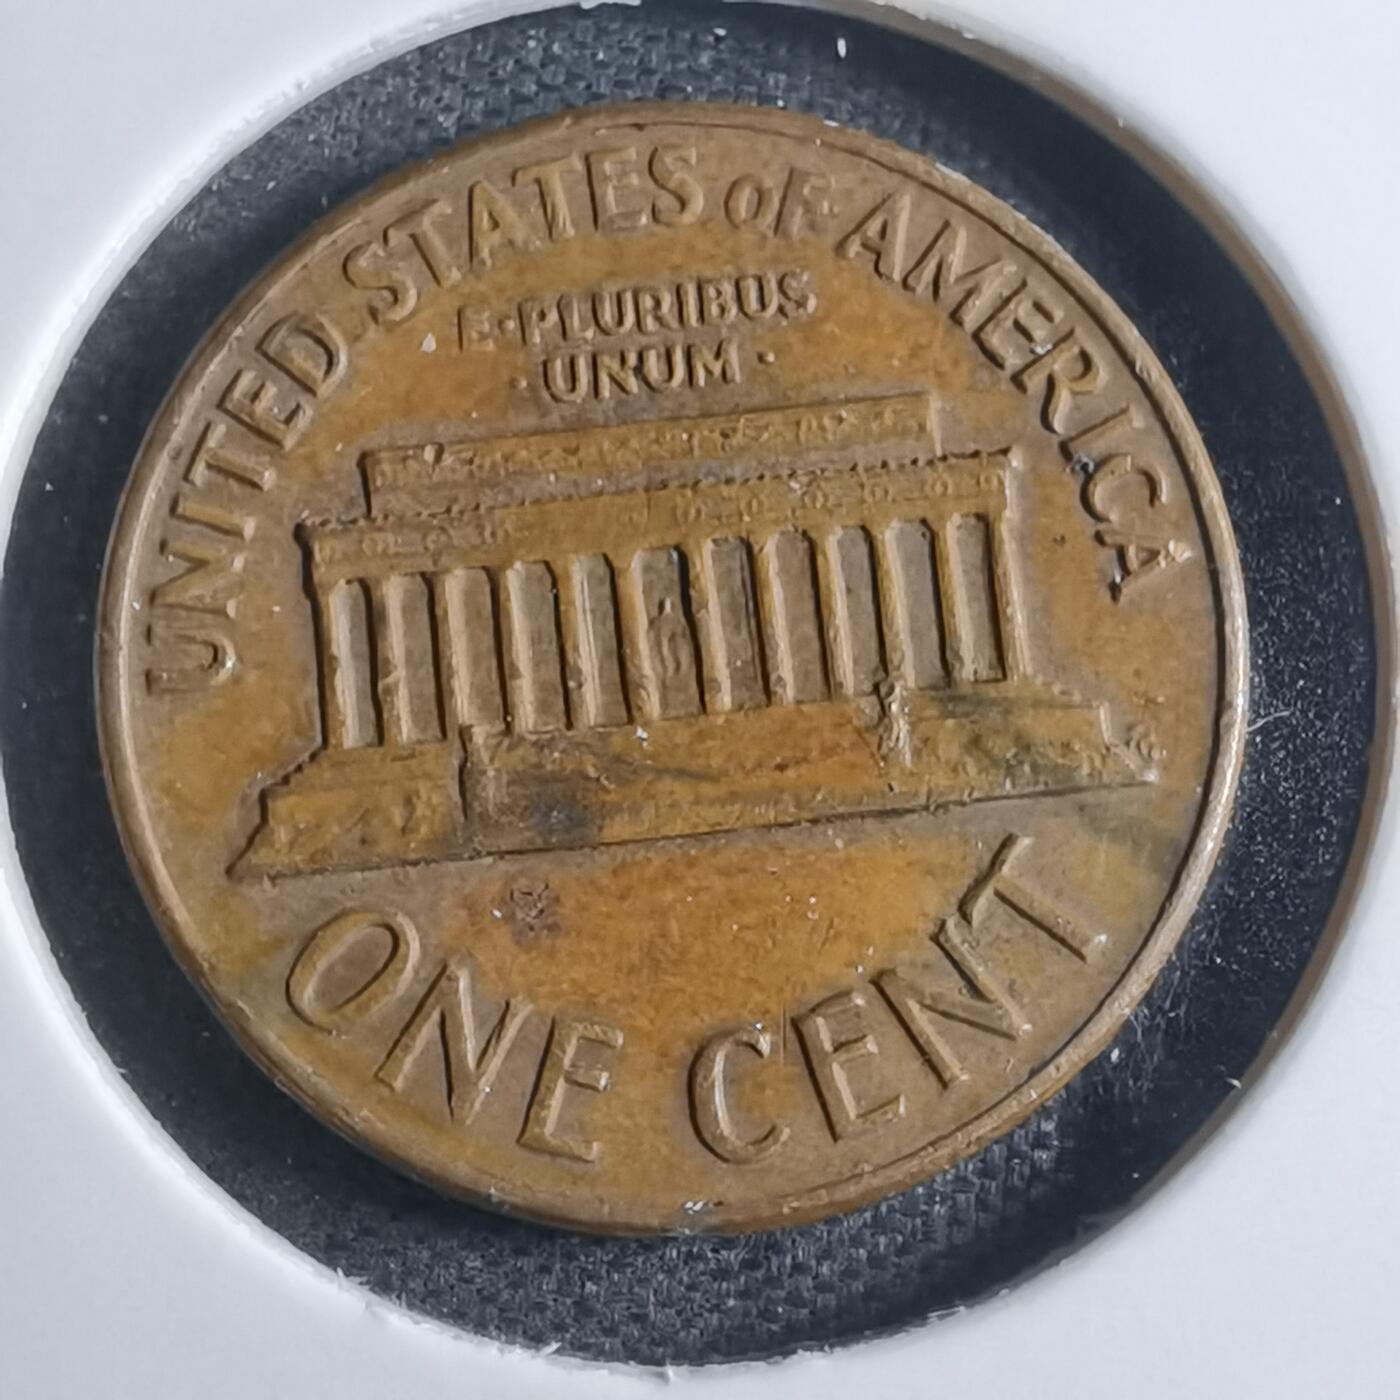 UNITED STATES OF AMERICA
E·PLURIBUS
·UNUM·
ONE CENT